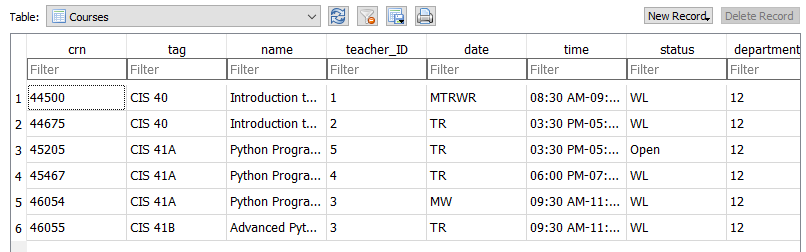 Table: Courses New Record Delete Record
crn tag name teacher_ID date time status department
Filter Filter Filter Filter Filter Filter Filter Filter
1 44500 CIS 40 Introduction t... 1 MTRWR 08:30 AM-09:... WL 12
2 44675 CIS 40 Introduction t... 2 TR 03:30 PM-05:... WL 12
3 45205 CIS 41A Python Progra... 5 TR 03:30 PM-05:... Open 12
4 45467 CIS 41A Python Progra... 4 TR 06:00 PM-07:... WL 12
5 46054 CIS 41A Python Progra... 3 MW 09:30 AM-11:... WL 12
6 46055 CIS 41B Advanced Pyt... 3 TR 09:30 AM-11:... WL 12